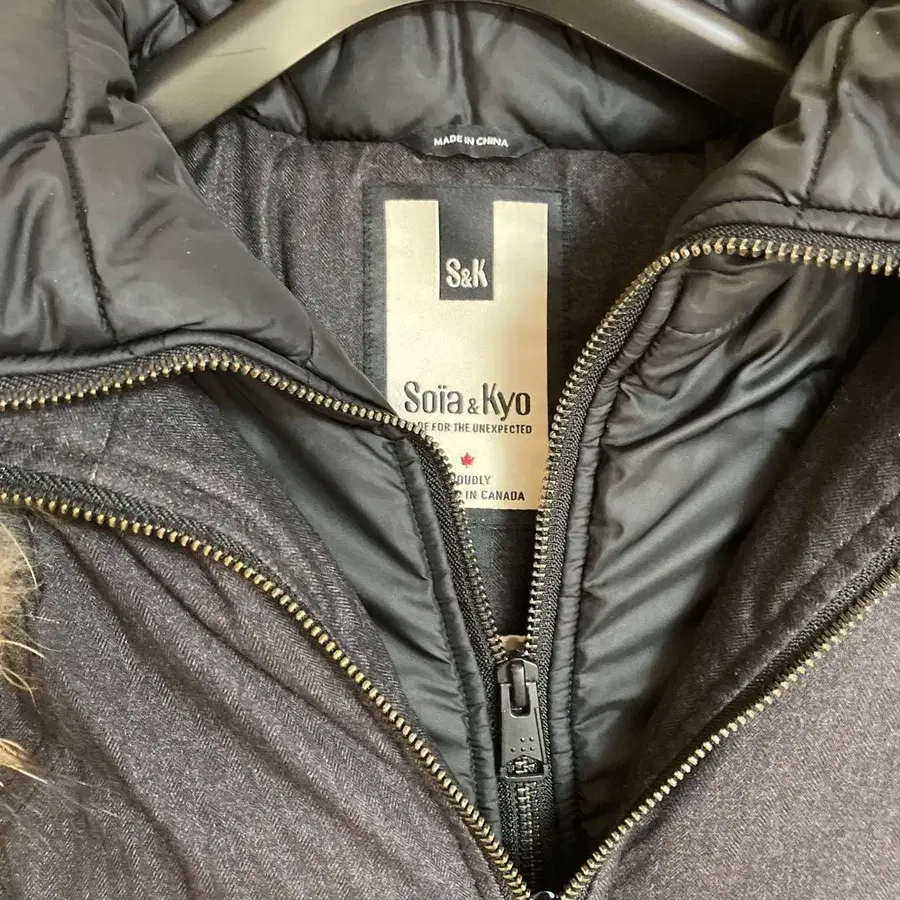 MADE IN CHINA
S&K
Soïa & Kyo
FOR THE UNEXPECTED
IN CANADA